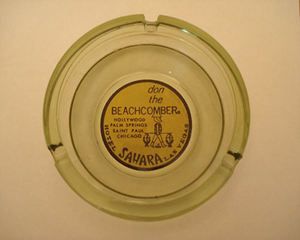 don
the
BEACHCOMBER®
HOLLYWOOD
PALM SPRINGS
SAINT PAUL
CHICAGO
HOTEL SAHARA LAS VEGAS